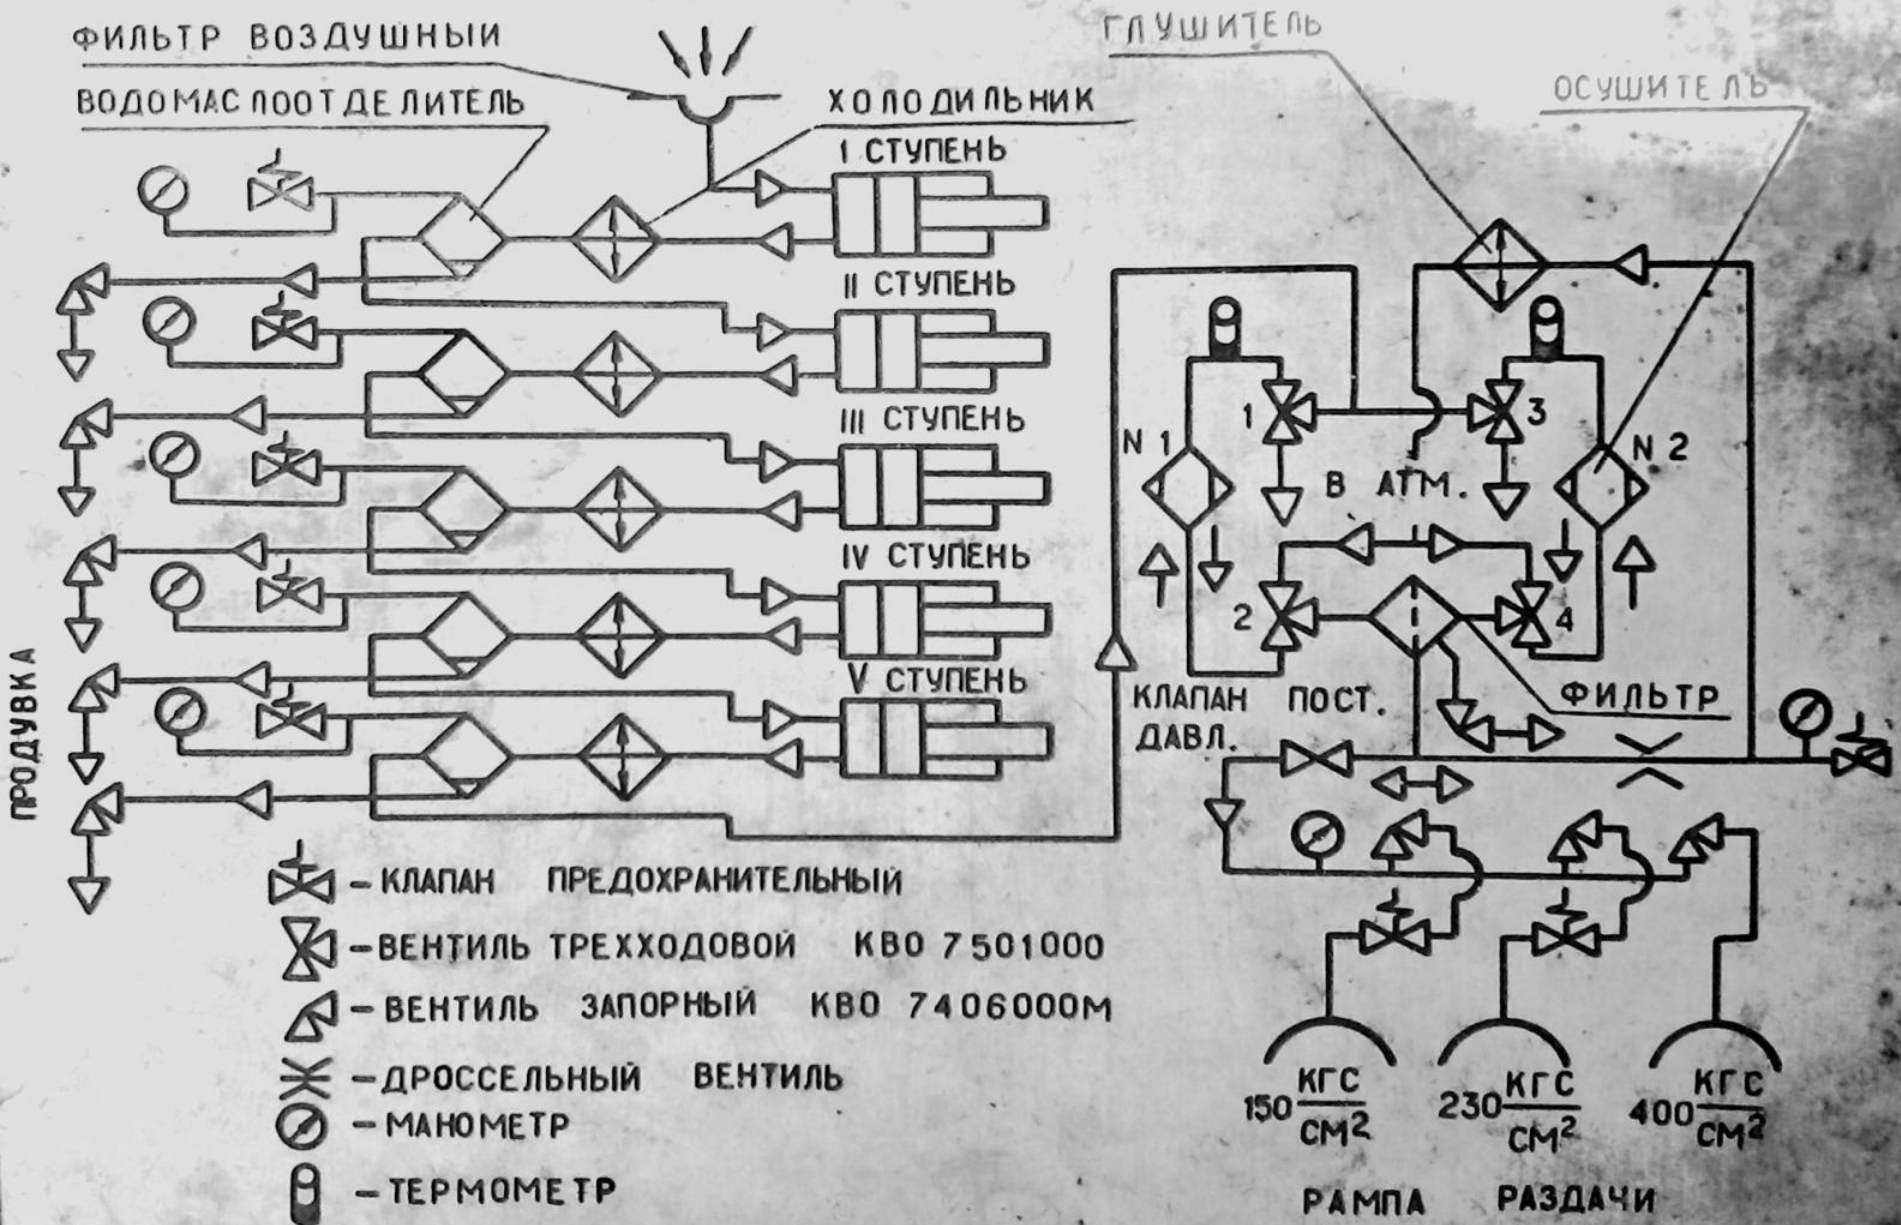 ФИЛЬТР ВОЗДУШНЫЙ
ВОДОМАСЛООТДЕЛИТЕЛЬ
ХОЛОДИЛЬНИК
ГЛУШИТЕЛЬ
ОСУШИТЕЛЬ
I СТУПЕНЬ
II СТУПЕНЬ
III СТУПЕНЬ
IV СТУПЕНЬ
V СТУПЕНЬ
ПРОДУВКА
1
3
N 1
N 2
В АТМ.
2
4
КЛАПАН ПОСТ.
ДАВЛ.
ФИЛЬТР
– КЛАПАН ПРЕДОХРАНИТЕЛЬНЫЙ
– ВЕНТИЛЬ ТРЕХХОДОВОЙ КВО 7501000
– ВЕНТИЛЬ ЗАПОРНЫЙ КВО 7406000М
– ДРОССЕЛЬНЫЙ ВЕНТИЛЬ
– МАНОМЕТР
– ТЕРМОМЕТР
150 КГС/СМ²
230 КГС/СМ²
400 КГС/СМ²
РАМПА РАЗДАЧИ